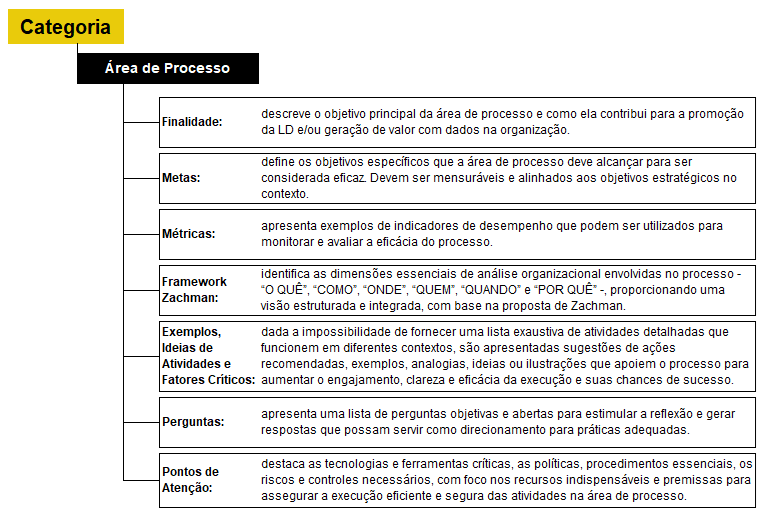 Categoria
Área de Processo
Finalidade:
descreve o objetivo principal da área de processo e como ela contribui para a promoção
da LD e/ou geração de valor com dados na organização.
Metas:
define os objetivos específicos que a área de processo deve alcançar para ser
considerada eficaz. Devem ser mensuráveis e alinhados aos objetivos estratégicos no
contexto.
Métricas:
apresenta exemplos de indicadores de desempenho que podem ser utilizados para
monitorar e avaliar a eficácia do processo.
Framework
Zachman:
identifica as dimensões essenciais de análise organizacional envolvidas no processo -
“O QUÊ”, “COMO”, “ONDE”, “QUEM”, “QUANDO” e “POR QUÊ” -, proporcionando uma
visão estruturada e integrada, com base na proposta de Zachman.
Exemplos,
Ideias de
Atividades e
Fatores Críticos:
dada a impossibilidade de fornecer uma lista exaustiva de atividades detalhadas que
funcionem em diferentes contextos, são apresentadas sugestões de ações
recomendadas, exemplos, analogias, ideias ou ilustrações que apoiem o processo para
aumentar o engajamento, clareza e eficácia da execução e suas chances de sucesso.
Perguntas:
apresenta uma lista de perguntas objetivas e abertas para estimular a reflexão e gerar
respostas que possam servir como direcionamento para práticas adequadas.
Pontos de
Atenção:
destaca as tecnologias e ferramentas críticas, as políticas, procedimentos essenciais, os
riscos e controles necessários, com foco nos recursos indispensáveis e premissas para
assegurar a execução eficiente e segura das atividades na área de processo.